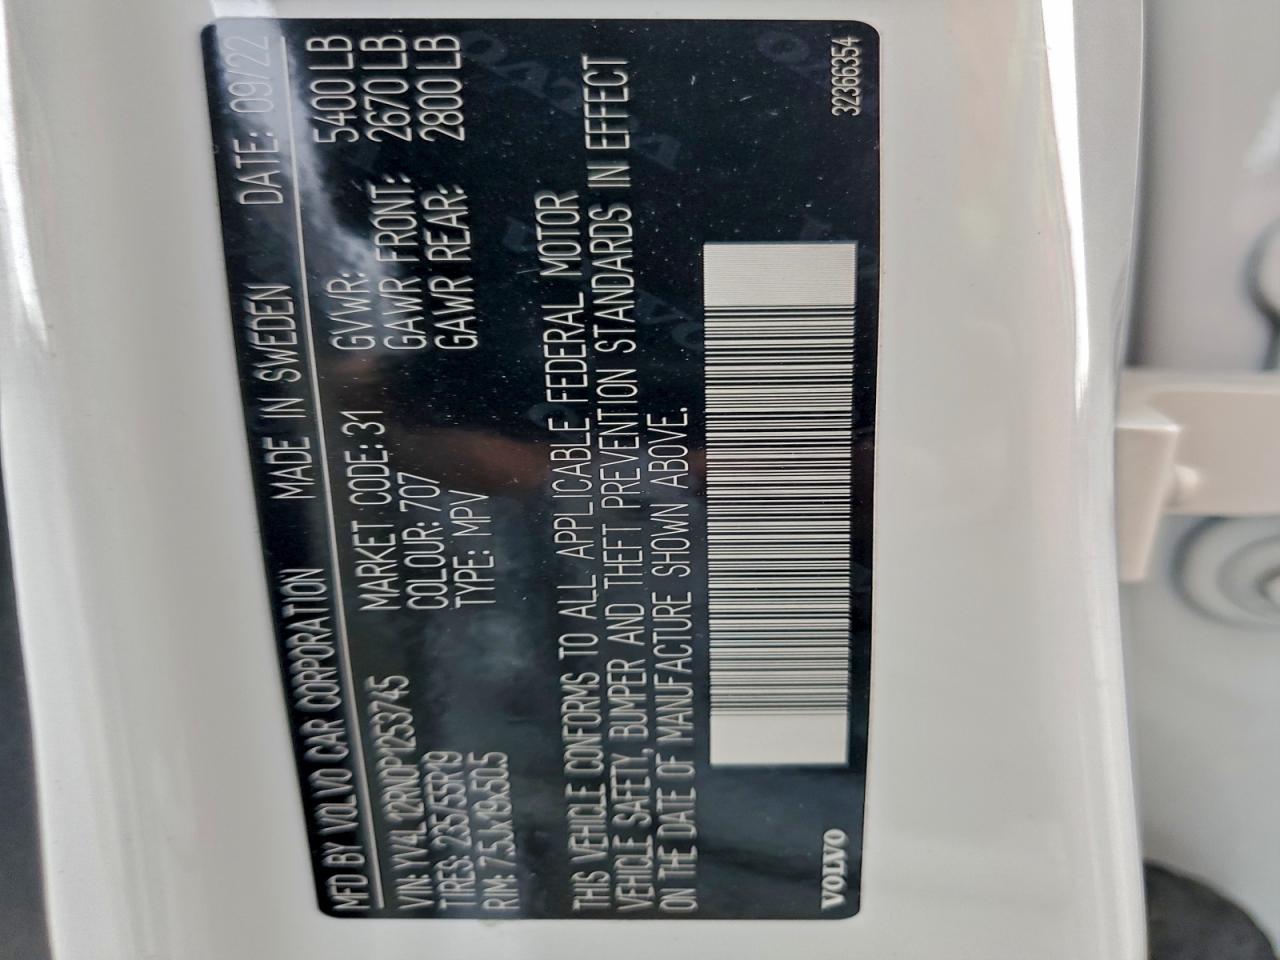 MFD BY VOLVO CAR CORPORATION MADE IN SWEDEN DATE: 09/22
VIN: YV4L12RN0P1253745 MARKET CODE: 31 GVWR: 5400 LB
TIRES: 235/55R19 COLOUR: 707 GAWR FRONT: 2670 LB
RIM: 7.5JX19X50.5 TYPE: MPV GAWR REAR: 2800 LB
THIS VEHICLE CONFORMS TO ALL APPLICABLE FEDERAL MOTOR
VEHICLE SAFETY, BUMPER AND THEFT PREVENTION STANDARDS IN EFFECT
ON THE DATE OF MANUFACTURE SHOWN ABOVE.
VOLVO 32366354